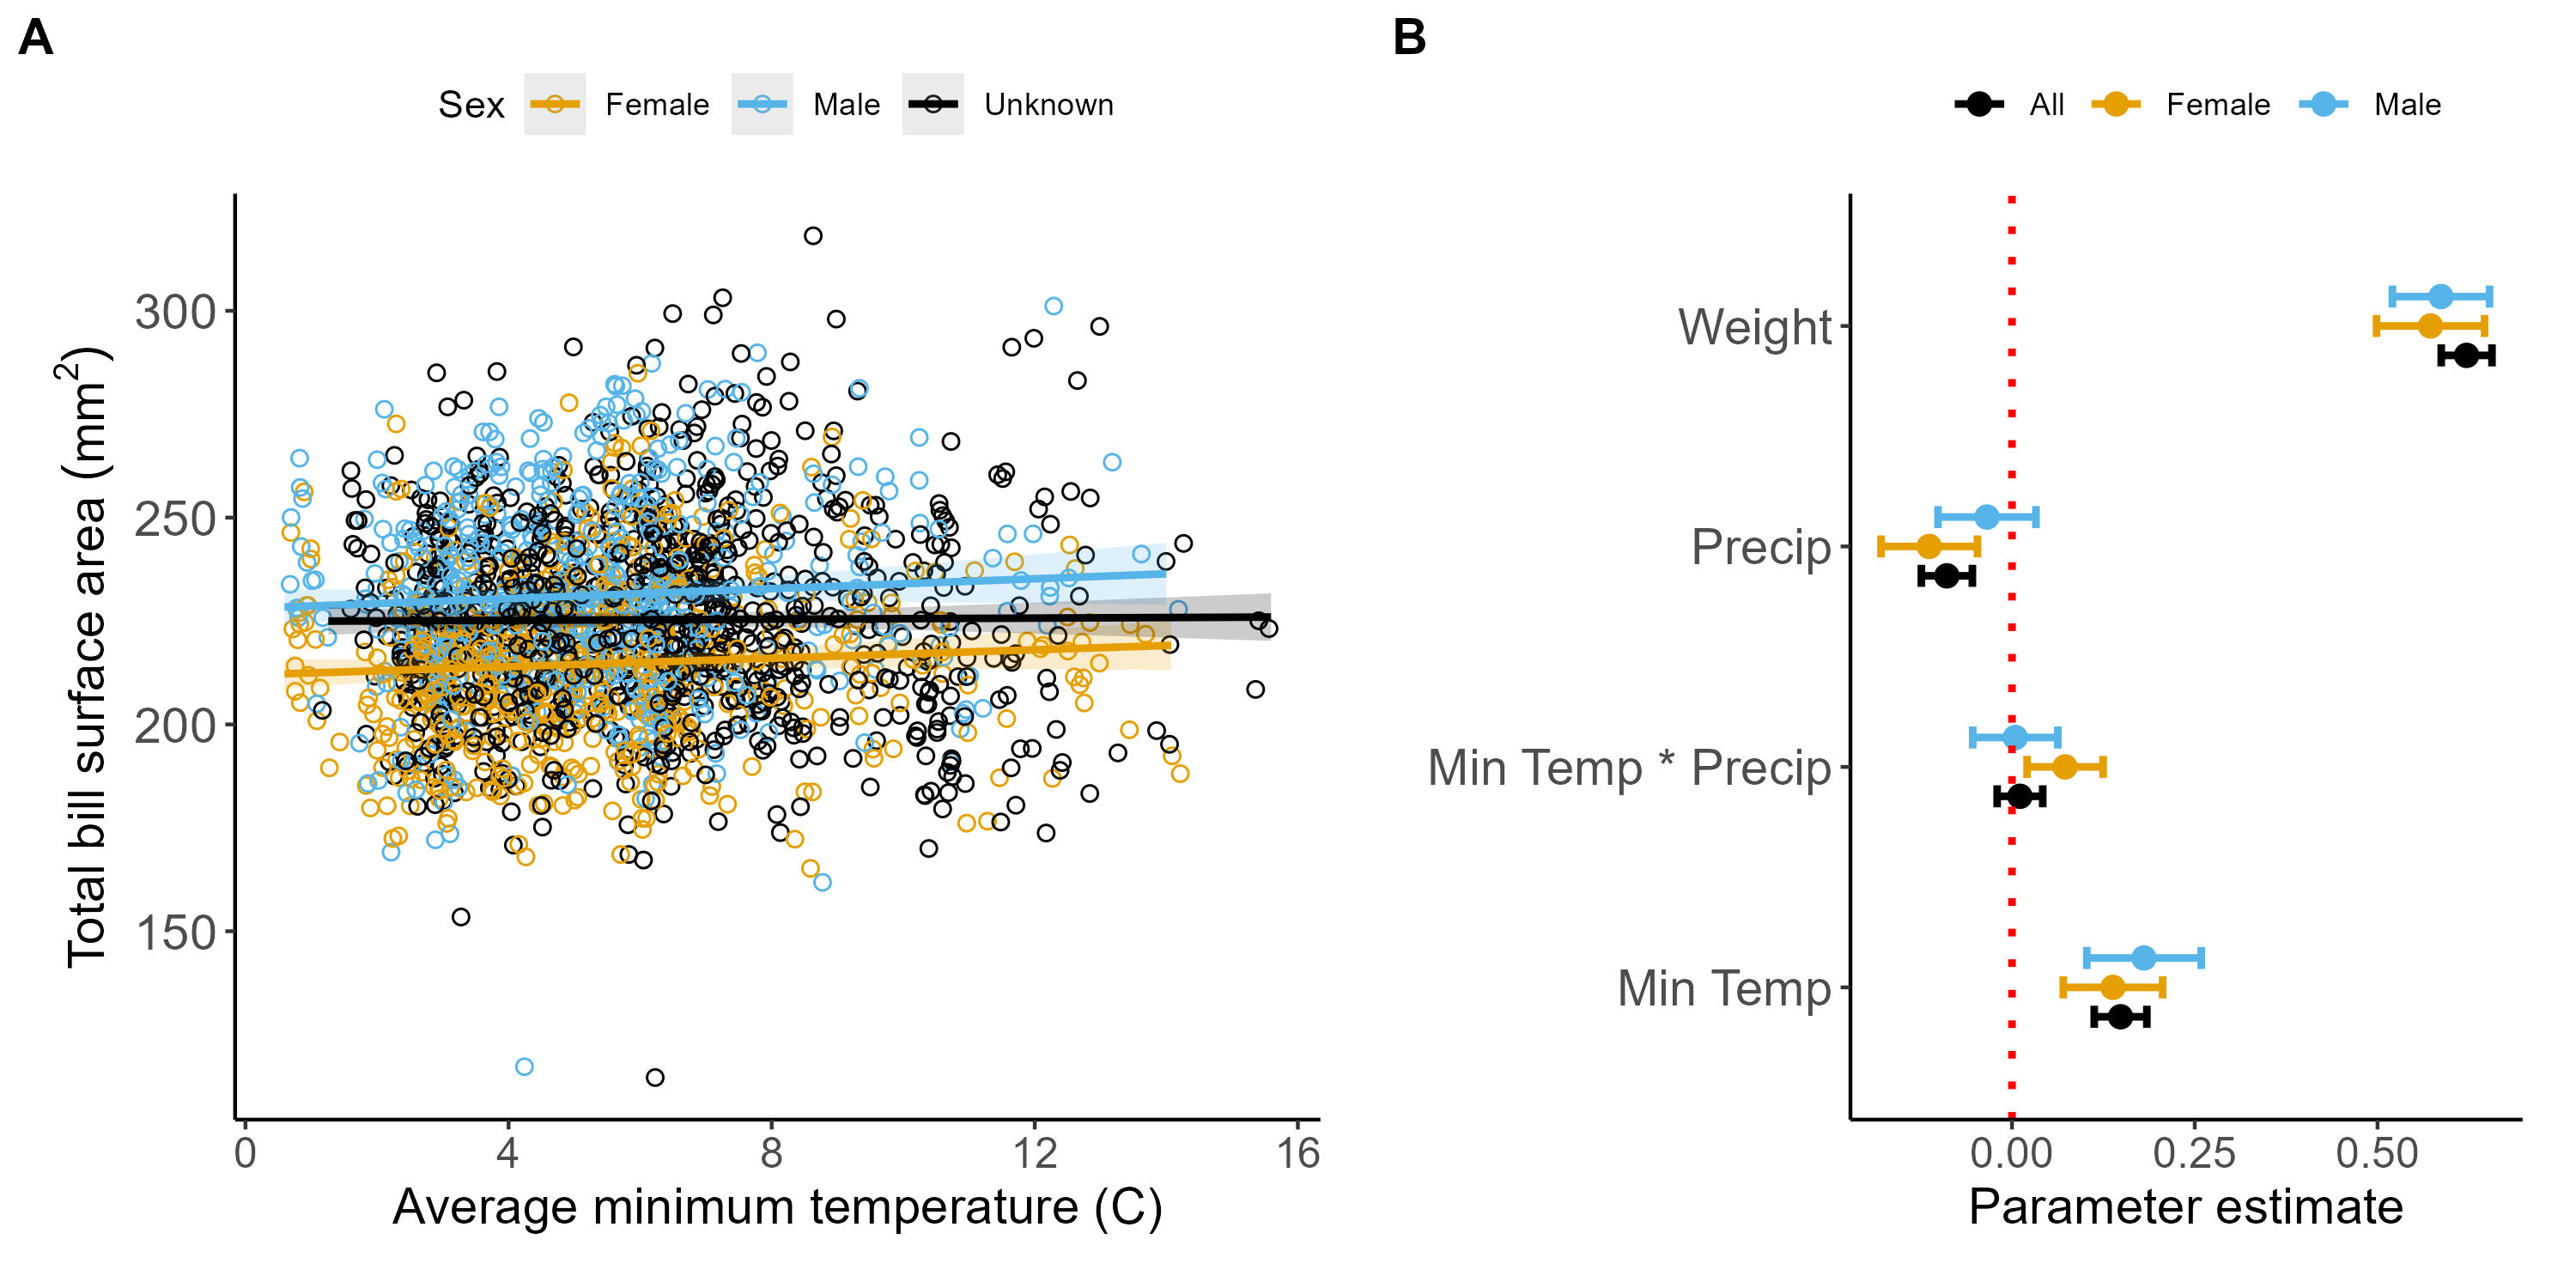 A
B
Sex Female Male Unknown
All Female Male
Total bill surface area (mm²)
300
250
200
150
0 4 8 12 16
Average minimum temperature (C)
Weight
Precip
Min Temp * Precip
Min Temp
0.00 0.25 0.50
Parameter estimate